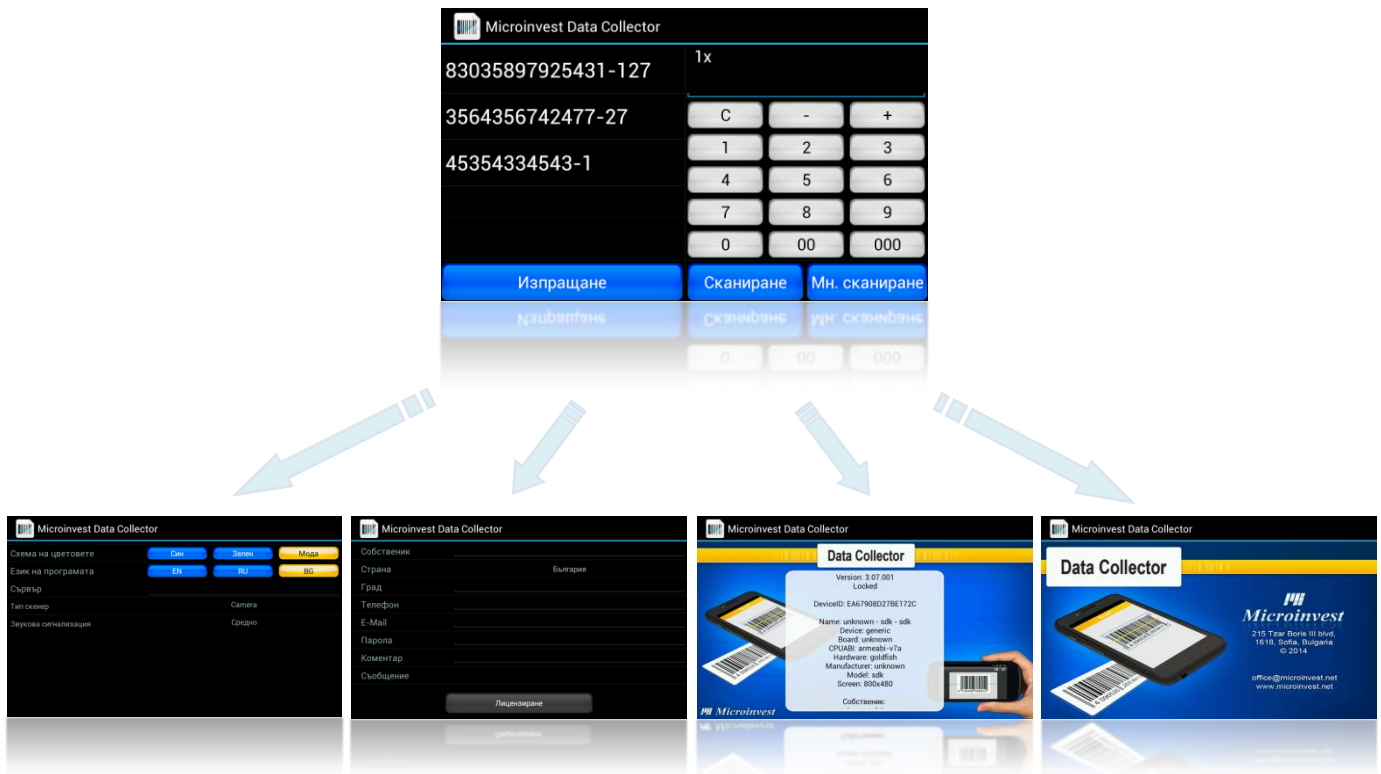 Microinvest Data Collector
83035897925431-127
3564356742477-27
45354334543-1
1x
C - +
1 2 3
4 5 6
7 8 9
0 00 000
Изпращане Сканиране Мн. сканиране
Microinvest Data Collector
Схема на цветовете Син Зелен Мода
Език на програмата EN RU BG
Сървър
Тип скенер Camera
Звукова сигнализация Средно
Microinvest Data Collector
Собственик
Страна България
Град
Телефон
E-Mail
Парола
Коментар
Съобщение
Лицензиране
Microinvest Data Collector
Data Collector
Version: 3.07.001
Locked
DeviceID: EA67908D27BE172C
Name: unknown - sdk - sdk
Device: generic
Board: unknown
CPUABI: armeabi-v7a
Hardware: goldfish
Manufacturer: unknown
Model: sdk
Screen: 800x480
Собственик:
Microinvest
Microinvest Data Collector
Data Collector
Microinvest
215 Tzar Boris III blvd,
1618, Sofia, Bulgaria
© 2014
office@microinvest.net
www.microinvest.net